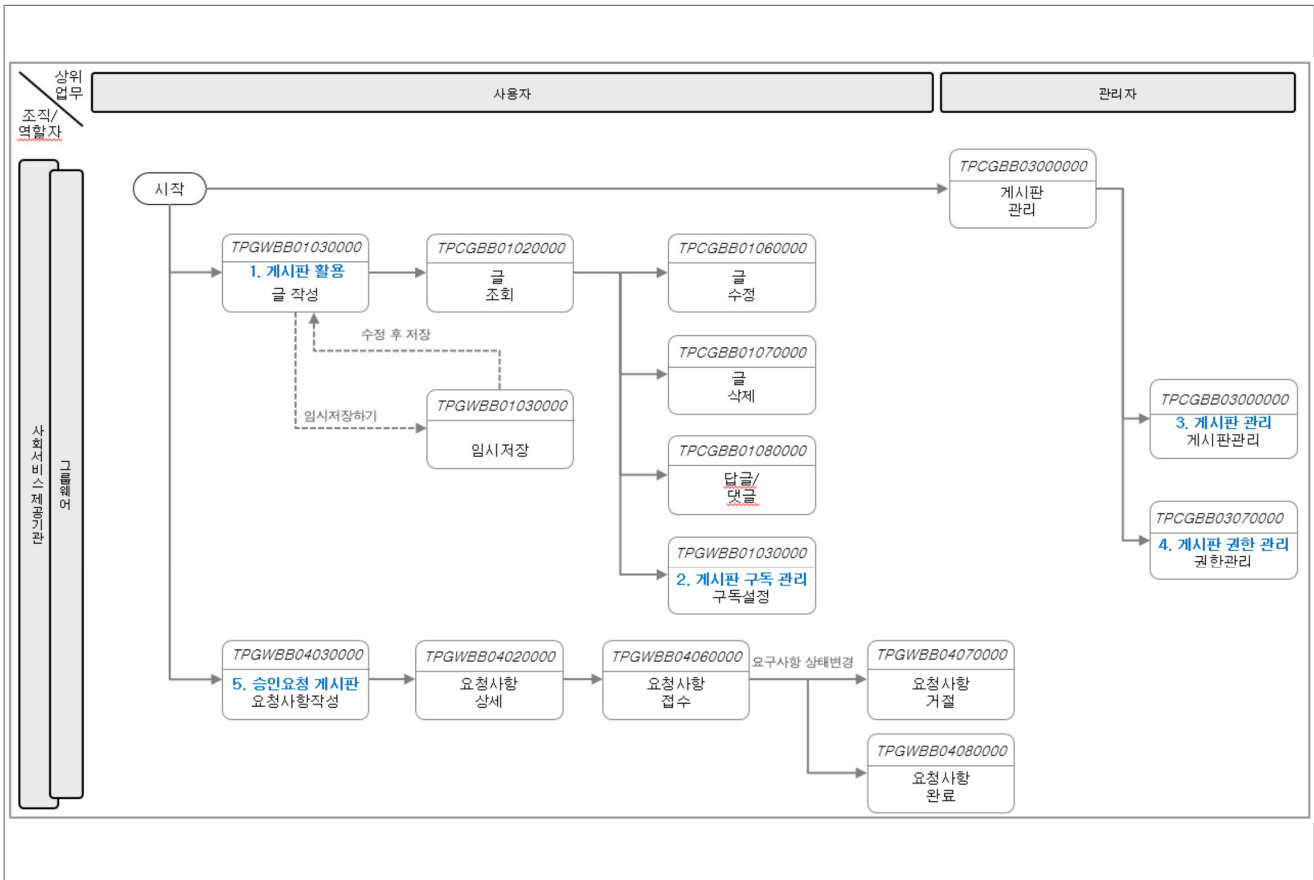 상위
업무
조직/
역할자
사용자
관리자
사회서비스 제공기관
그룹웨어
시작
TPCGBB03000000
게시판
관리
TPGWBB01030000
1. 게시판 활용
글 작성
TPCGBB01020000
글
조회
TPCGBB01060000
글
수정
수정 후 저장
임시저장하기
TPGWBB01030000
임시저장
TPCGBB01070000
글
삭제
TPCGBB01080000
답글/
댓글
TPGWBB01030000
2. 게시판 구독 관리
구독설정
TPCGBB03000000
3. 게시판 관리
게시판관리
TPCGBB03070000
4. 게시판 권한 관리
권한관리
TPGWBB04030000
5. 승인요청 게시판
요청사항작성
TPGWBB04020000
요청사항
상세
TPGWBB04060000
요청사항
접수
요구사항 상태변경
TPGWBB04070000
요청사항
거절
TPGWBB04080000
요청사항
완료